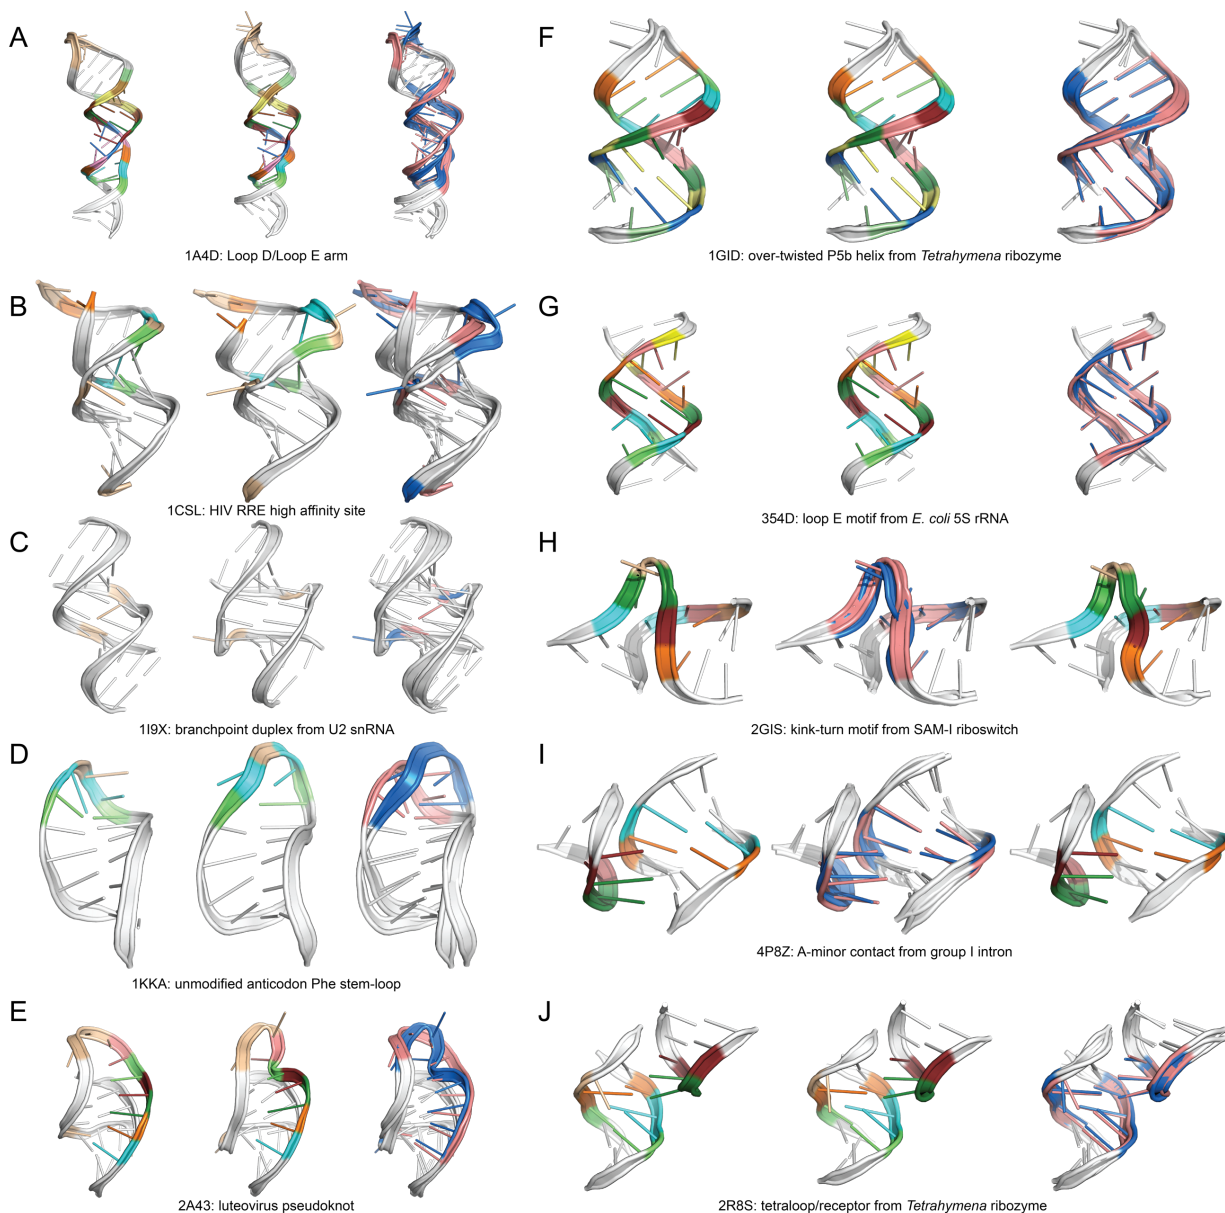 A
1A4D: Loop D/Loop E arm
B
1CSL: HIV RRE high affinity site
C
1I9X: branchpoint duplex from U2 snRNA
D
1KKA: unmodified anticodon Phe stem-loop
E
2A43: luteovirus pseudoknot
F
1GID: over-twisted P5b helix from Tetrahymena ribozyme
G
354D: loop E motif from E. coli 5S rRNA
H
2GIS: kink-turn motif from SAM-I riboswitch
I
4P8Z: A-minor contact from group I intron
J
2R8S: tetraloop/receptor from Tetrahymena ribozyme